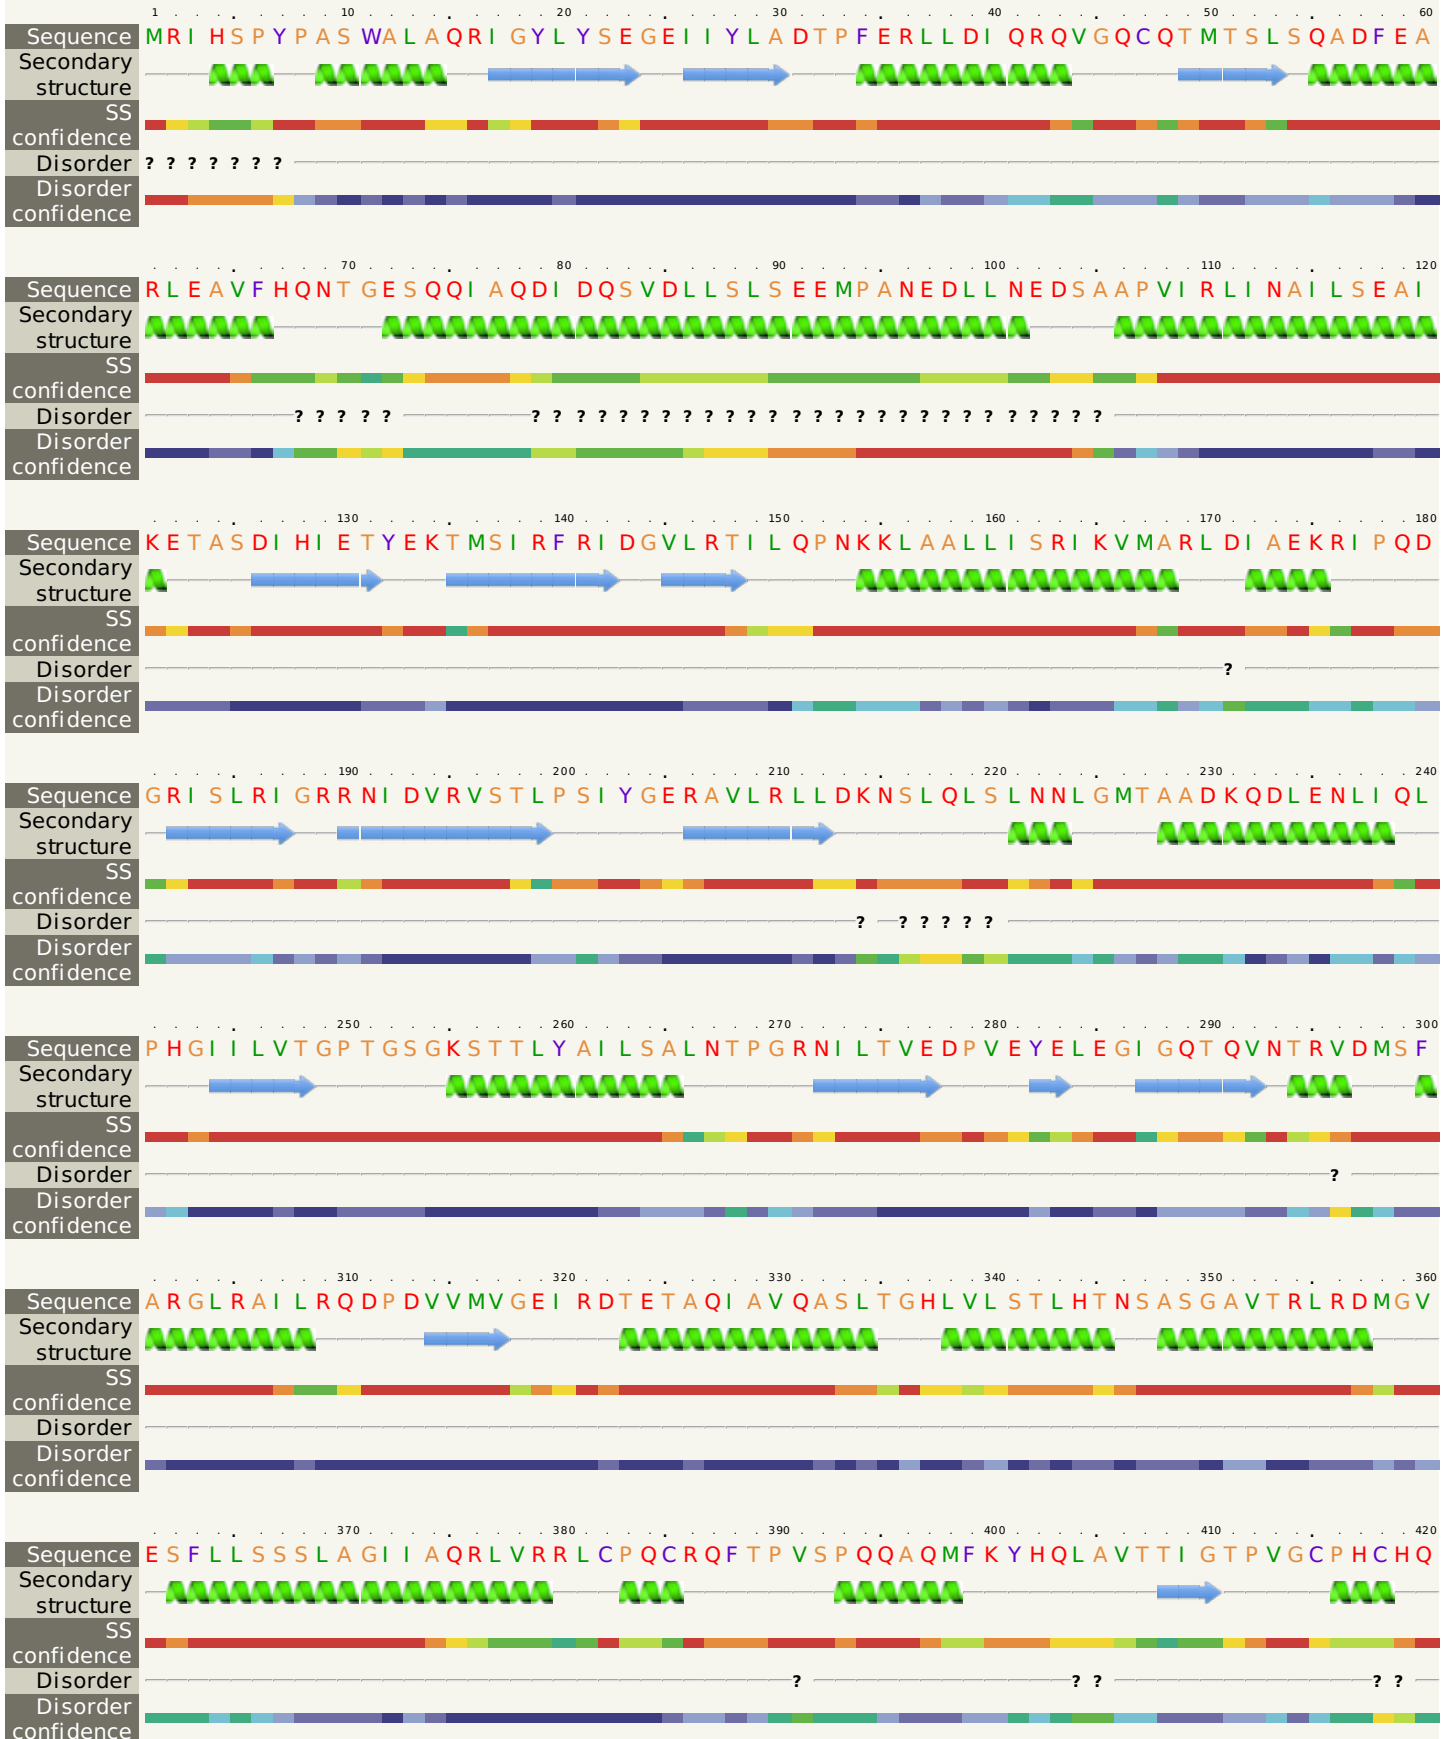 1 10 20 30 40 50 60
Sequence MRIHSPYPASWALAQRIGYLYSEGEIIYLADTPFERLLDIQRQVGQCQTMTSLSQADFEA
Secondary
structure
SS
confidence
Disorder ? ? ? ? ? ? ?
Disorder
confidence
70 80 90 100 110 120
Sequence RLEAVFHQNTGESQQIAQDIDQSVDLLSLSEEMPANEDLLNEDSAAPVIRLINAILSEAI
Secondary
structure
SS
confidence
Disorder ? ? ? ? ? ? ? ? ? ? ? ? ? ? ? ? ? ? ? ? ? ? ? ? ? ? ? ? ? ? ? ?
Disorder
confidence
130 140 150 160 170 180
Sequence KETASDIHIETYEKTMSIRFRIDGVLRTILQPNKKLAALLISRIKVMARLDIAEKRIPQD
Secondary
structure
SS
confidence
Disorder ?
Disorder
confidence
190 200 210 220 230 240
Sequence GRISLRIGRRNIDVRVSTLPSIYGERAVLRLLDKNSLQLSLNNLGMTAADKQDLENLIQL
Secondary
structure
SS
confidence
Disorder ? ? ? ? ? ?
Disorder
confidence
250 260 270 280 290 300
Sequence PHGIILVTGPTGSGKSTTLYAILSALNTPGRNILTVEDPVEYELEGIGQTQVNTRVDMSF
Secondary
structure
SS
confidence
Disorder ?
Disorder
confidence
310 320 330 340 350 360
Sequence ARGLRAILRQDPDVVMVGEIRDTETAQIAVQASLTGHLVLSTLHTNSASGAVTRLRDMGV
Secondary
structure
SS
confidence
Disorder
Disorder
confidence
370 380 390 400 410 420
Sequence ESFLLSSSLAGIIAQRLVRRLCPQCRQFTPVSPQQAQMFKYHQLAVTTIGTPVGCPHCHQ
Secondary
structure
SS
confidence
Disorder ? ? ? ? ?
Disorder
confidence